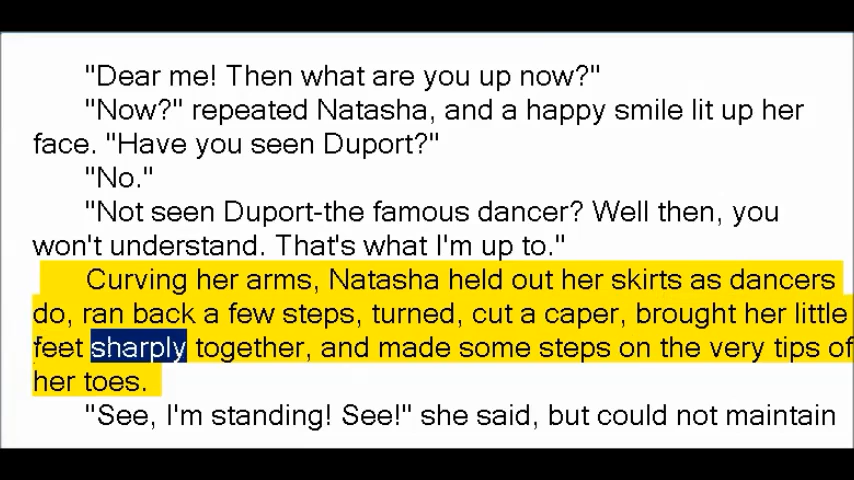 "Dear me! Then what are you up now?"
"Now?" repeated Natasha, and a happy smile lit up her
face. "Have you seen Duport?"
"No."
"Not seen Duport-the famous dancer? Well then, you
won't understand. That's what I'm up to."
Curving her arms, Natasha held out her skirts as dancers
do, ran back a few steps, turned, cut a caper, brought her little
feet sharply together, and made some steps on the very tips of
her toes.
"See, I'm standing! See!" she said, but could not maintain